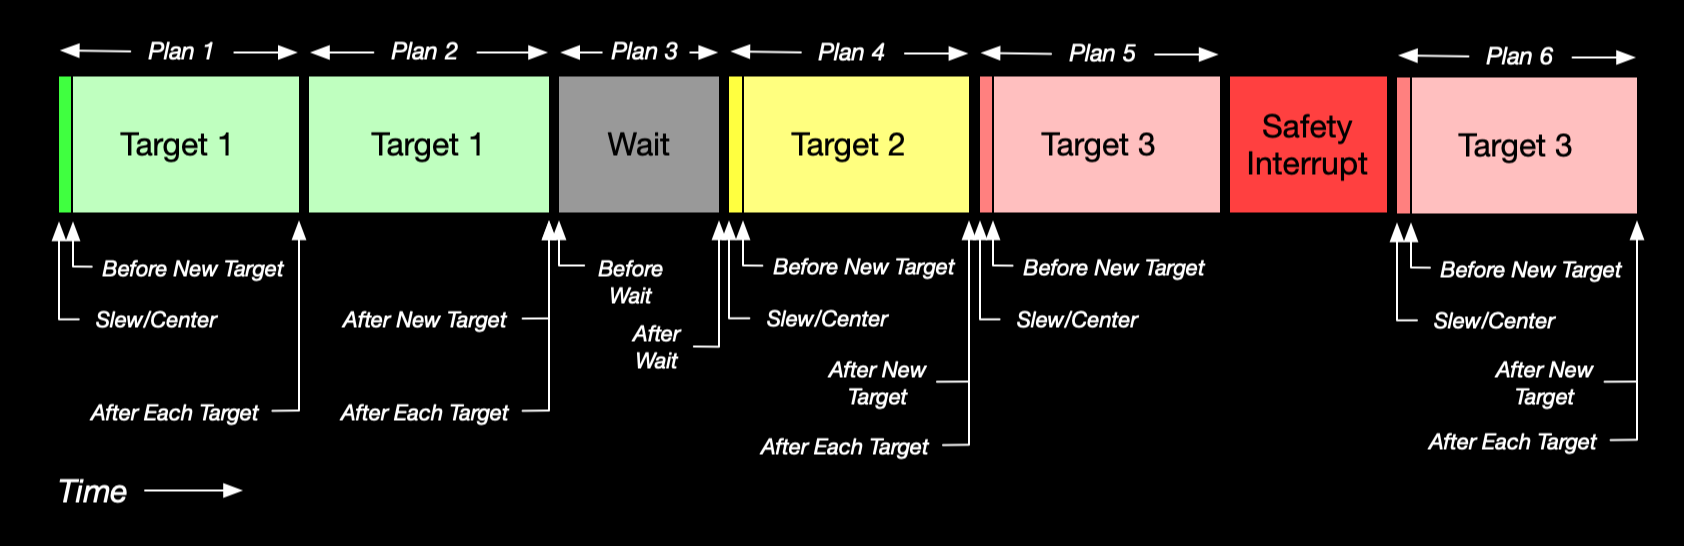 Plan 1
Plan 2
Plan 3
Plan 4
Plan 5
Plan 6
Target 1
Target 1
Wait
Target 2
Target 3
Safety
Interrupt
Target 3
Before New Target
Slew/Center
After Each Target
After New Target
After Each Target
Before
Wait
After
Wait
Before New Target
Slew/Center
After New
Target
After Each Target
Before New Target
Slew/Center
Before New Target
Slew/Center
After New
Target
After Each Target
Time